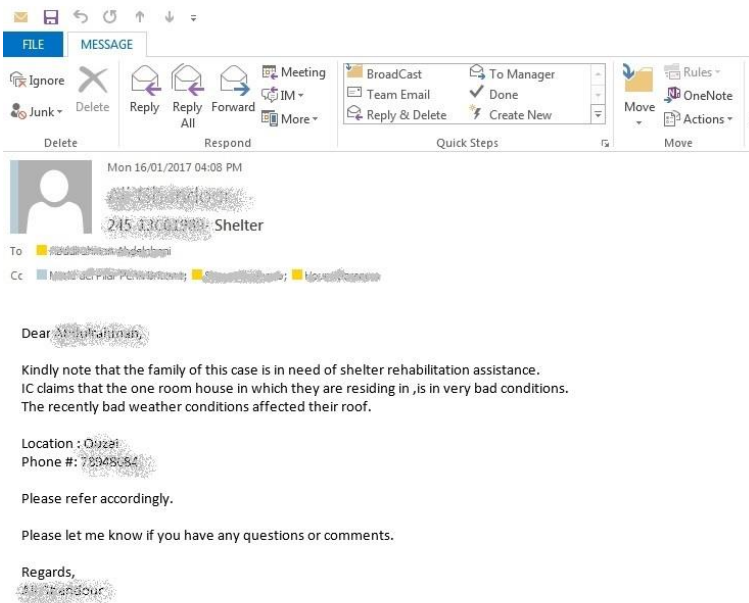 FILE MESSAGE
Ignore
Junk
Delete
Reply
Reply All
Forward
Meeting
IM
More
BroadCast
Team Email
Reply & Delete
To Manager
Done
Create New
Move
Rules
OneNote
Actions
Delete Respond Quick Steps Move
Mon 16/01/2017 04:08 PM
Shelter
To
Cc
Dear
Kindly note that the family of this case is in need of shelter rehabilitation assistance.
IC claims that the one room house in which they are residing in ,is in very bad conditions.
The recently bad weather conditions affected their roof.
Location :
Phone #:
Please refer accordingly.
Please let me know if you have any questions or comments.
Regards,